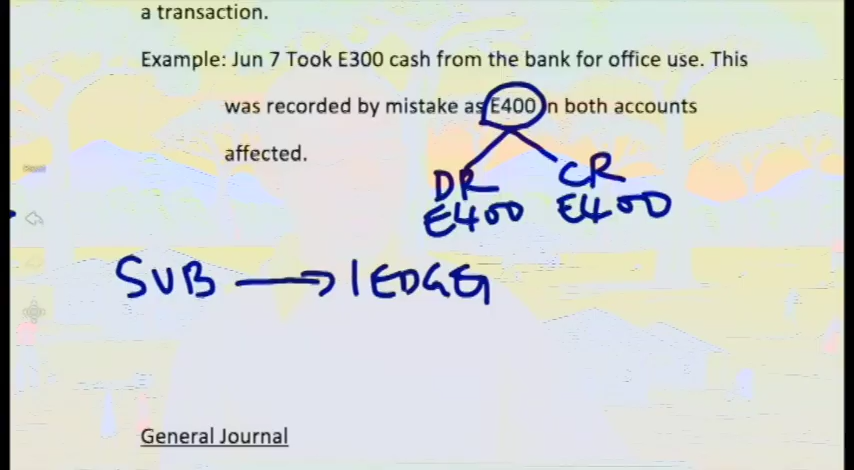 a transaction.
Example: Jun 7 Took E300 cash from the bank for office use. This
was recorded by mistake as E400 in both accounts
affected.
DR CR
E400 E400
SUB → lEDGE
General Journal